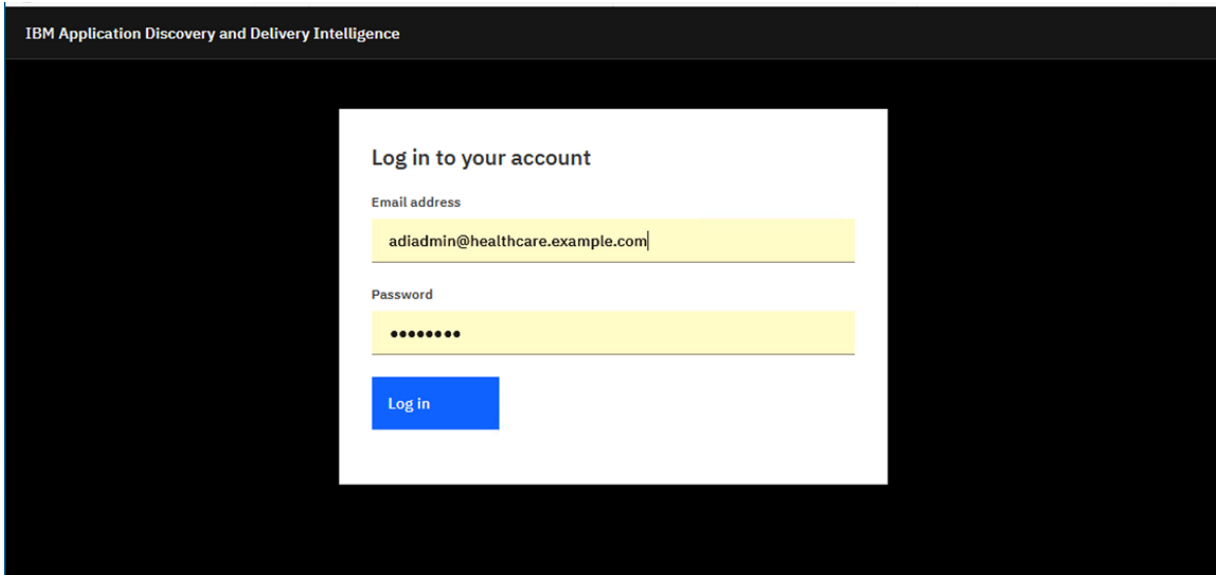 IBM Application Discovery and Delivery Intelligence
Log in to your account
Email address
adiadmin@healthcare.example.com
Password
••••••••
Log in